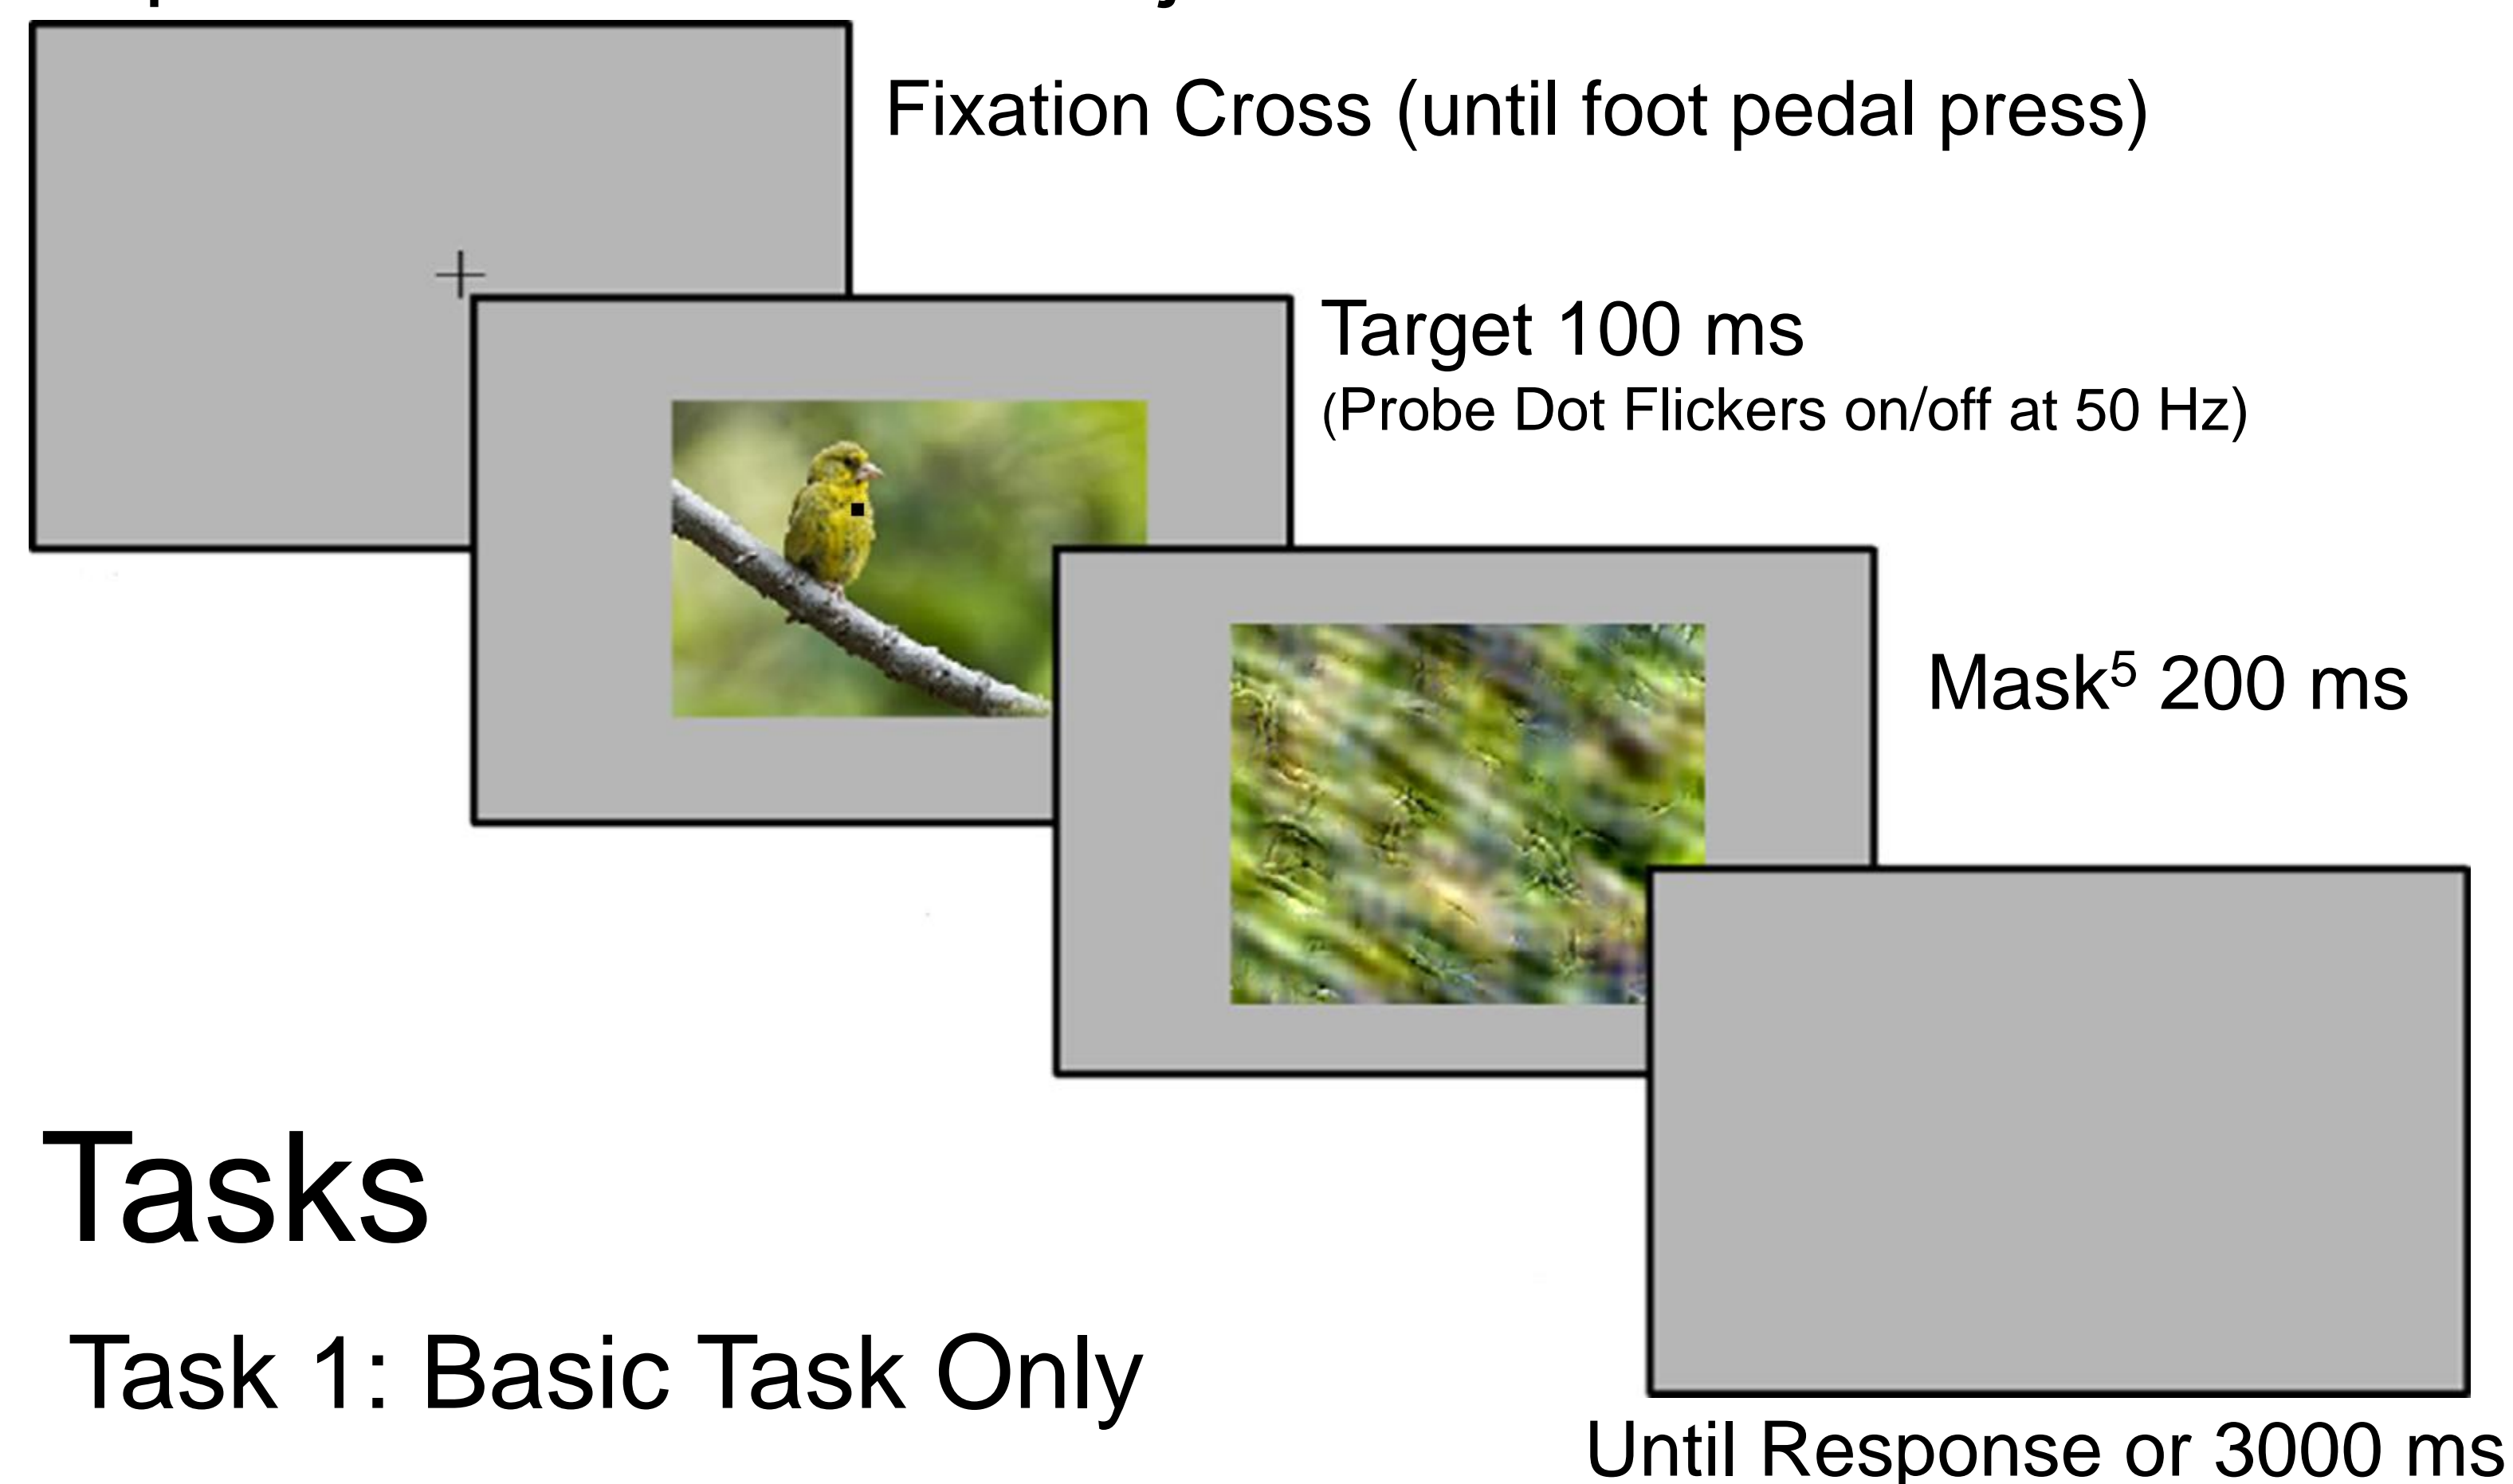 Fixation Cross (until foot pedal press)
Target 100 ms
(Probe Dot Flickers on/off at 50 Hz)
Mask⁵ 200 ms
Tasks
Task 1: Basic Task Only
Until Response or 3000 ms